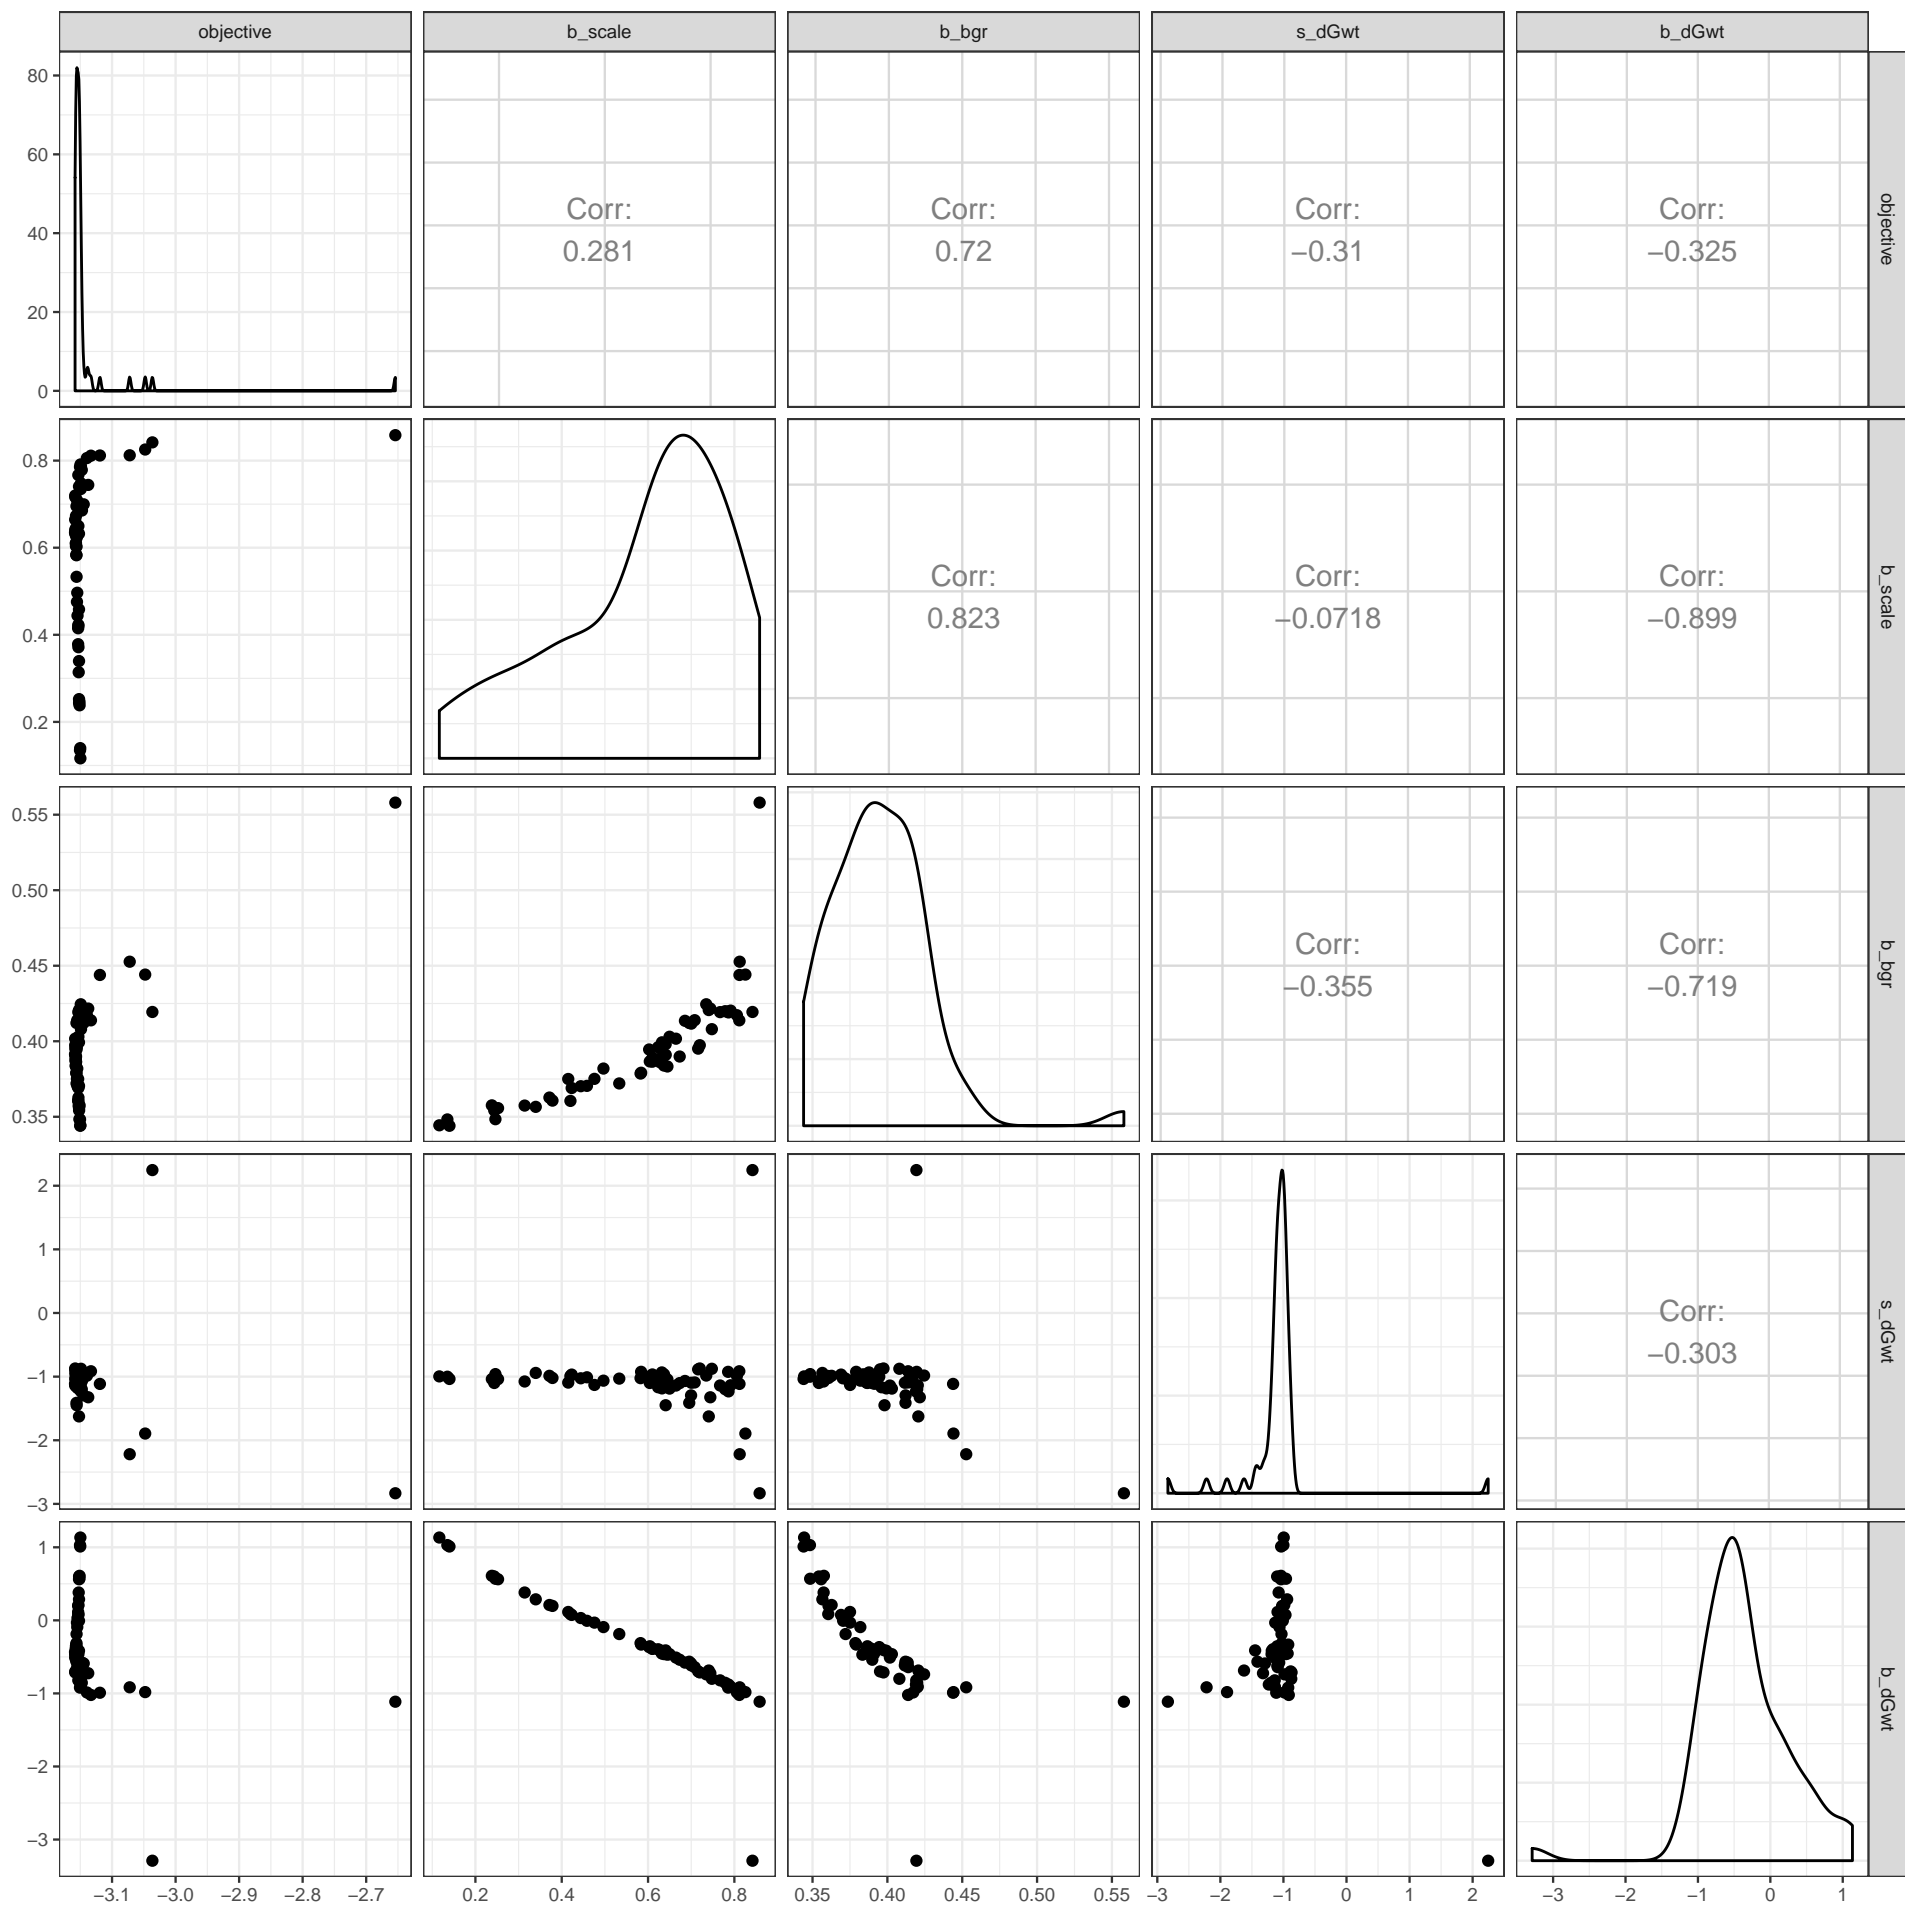 objective b_scale b_bgr s_dGwt b_dGwt
80
60
40
20
0
Corr:
0.281
Corr:
0.72
Corr:
−0.31
Corr:
−0.325
objective
0.8
0.6
0.4
0.2
Corr:
0.823
Corr:
−0.0718
Corr:
−0.899
b_scale
0.55
0.50
0.45
0.40
0.35
Corr:
−0.355
Corr:
−0.719
b_bgr
2
1
0
−1
−2
−3
Corr:
−0.303
s_dGwt
1
0
−1
−2
−3
b_dGwt
−3.1 −3.0 −2.9 −2.8 −2.7
0.2 0.4 0.6 0.8
0.35 0.40 0.45 0.50 0.55
−3 −2 −1 0 1 2
−3 −2 −1 0 1